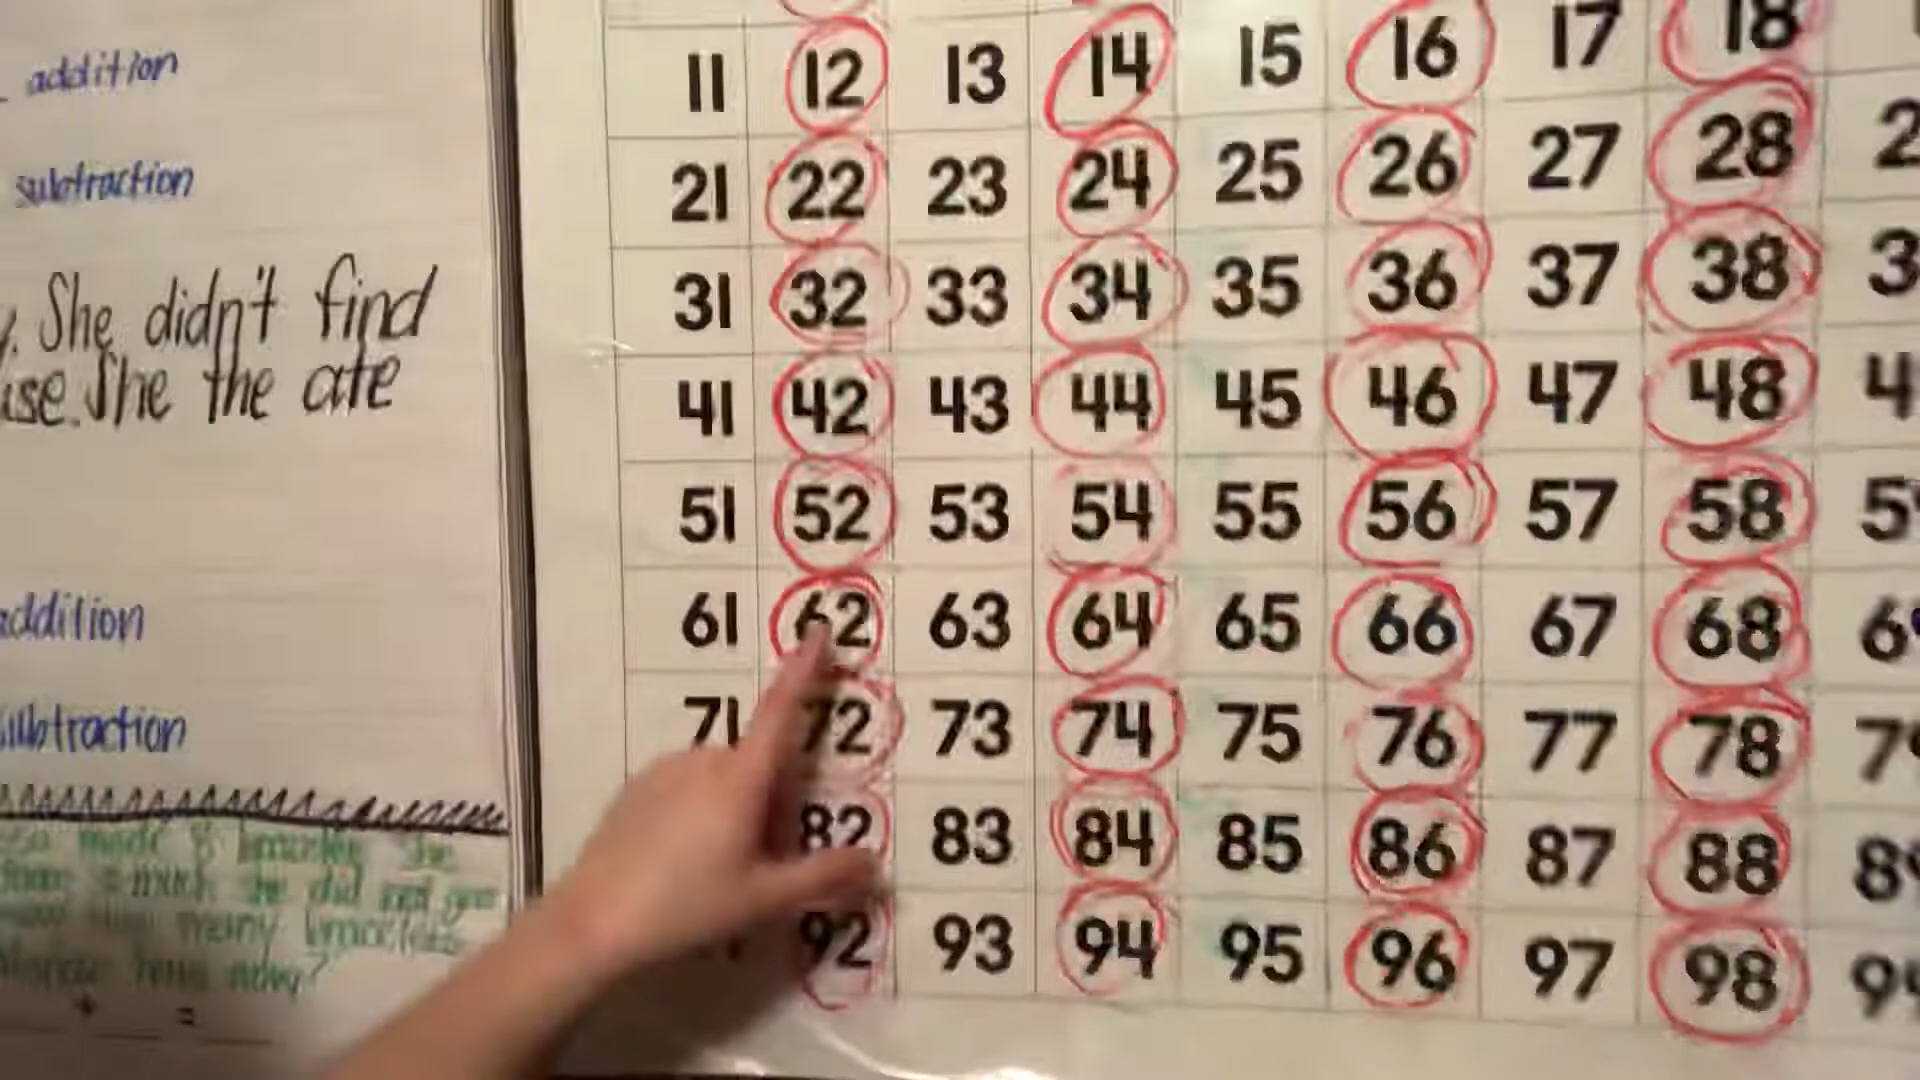 addition
subtraction
. She didn't find
She the ate
addition
subtraction
many
now?
+ =
11 12 13 14 15 16 17 18
21 22 23 24 25 26 27 28
31 32 33 34 35 36 37 38
41 42 43 44 45 46 47 48
51 52 53 54 55 56 57 58
61 62 63 64 65 66 67 68
71 72 73 74 75 76 77 78
82 83 84 85 86 87 88
92 93 94 95 96 97 98